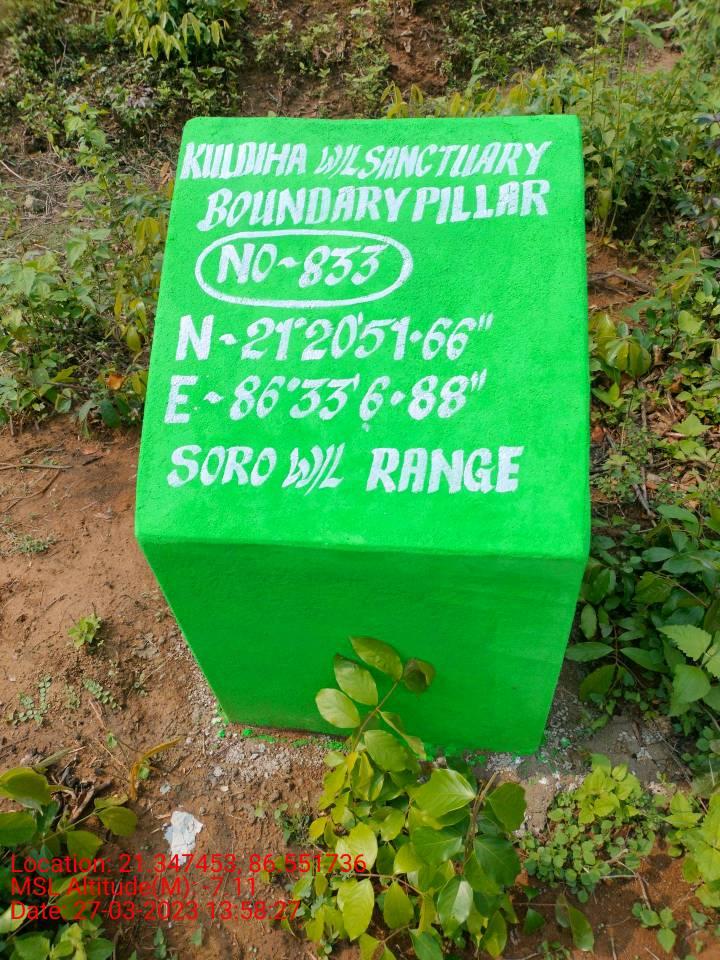 KULDIHA W/L SANCTUARY
BOUNDARY PILLAR
NO~833
N~21°20'51.66"
E~86°33'6.88"
SORO W/L RANGE
Location: 21.347453, 86.551736
MSL Altitude(M): -7.11
Date: 27-03-2023 13:58:27